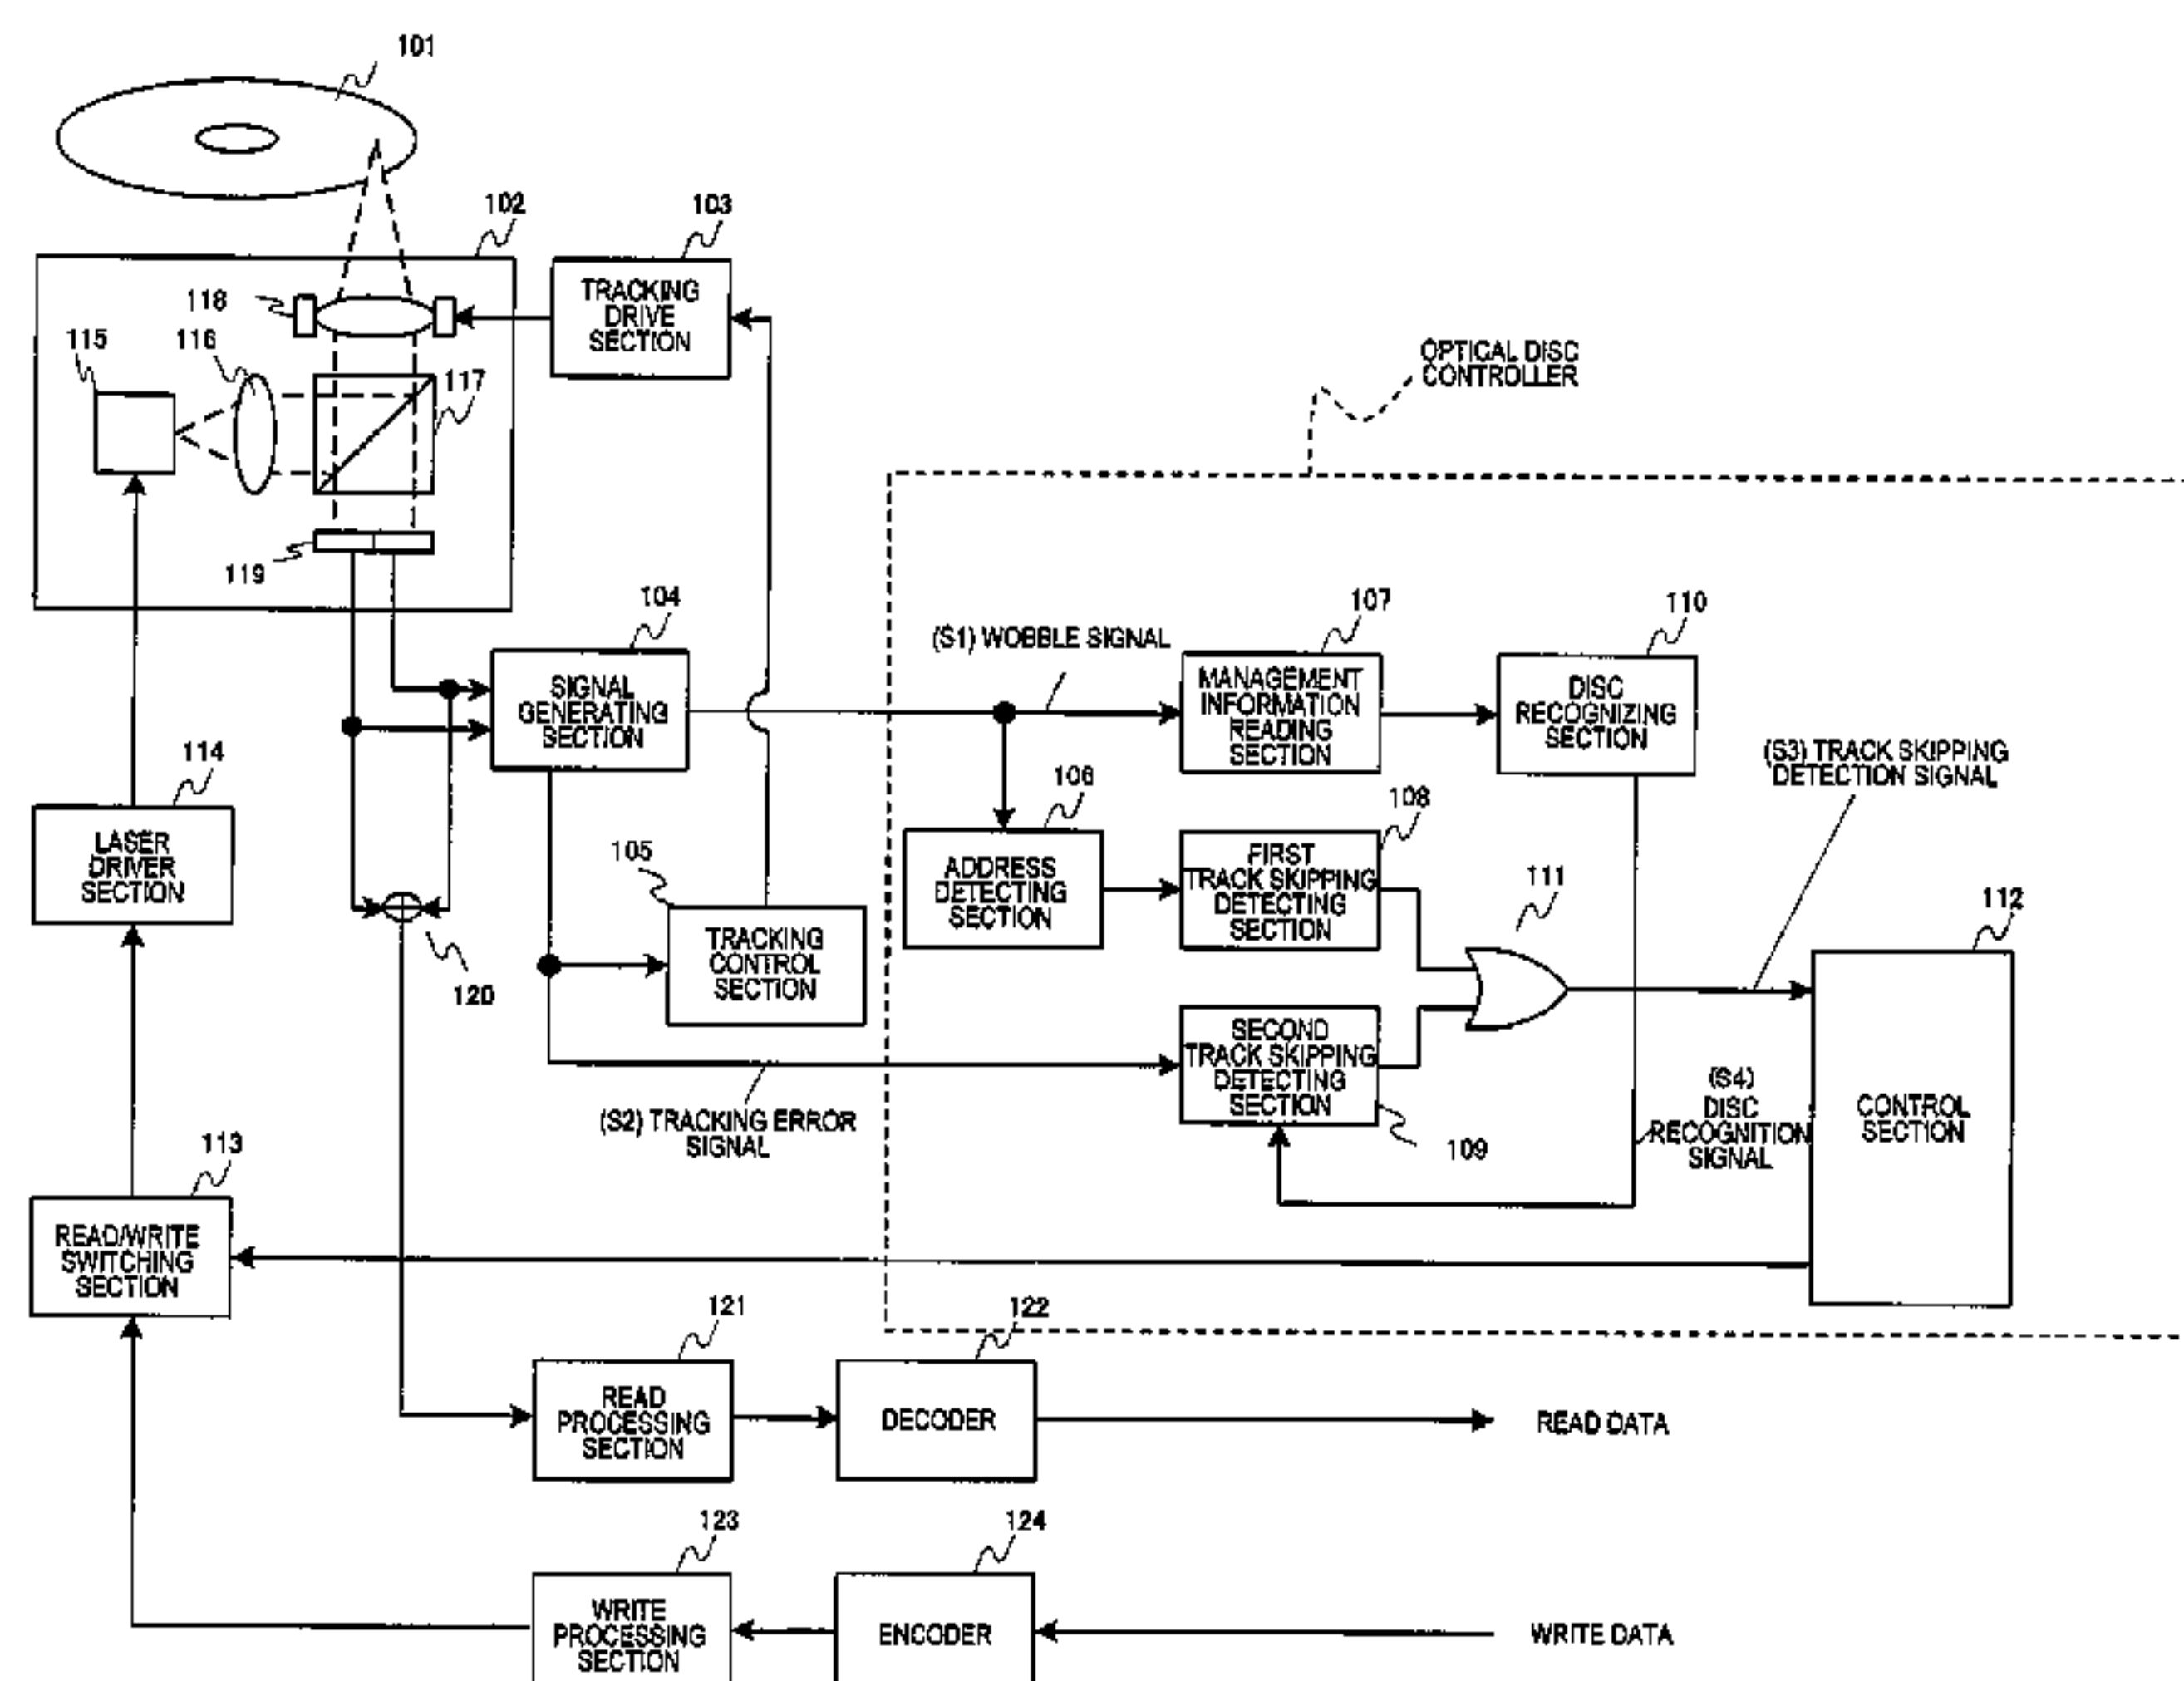 101
102
103
TRACKING
DRIVE
SECTION
118
115
116
117
119
OPTICAL DISC
CONTROLLER
104
SIGNAL
GENERATING
SECTION
(S1) WOBBLE SIGNAL
107
MANAGEMENT
INFORMATION
READING
SECTION
110
DISC
RECOGNIZING
SECTION
(S3) TRACK SKIPPING
DETECTION SIGNAL
114
LASER
DRIVER
SECTION
105
TRACKING
CONTROL
SECTION
106
ADDRESS
DETECTING
SECTION
108
FIRST
TRACK SKIPPING
DETECTING
SECTION
111
112
CONTROL
SECTION
120
SECOND
TRACK SKIPPING
DETECTING
SECTION
109
(S2) TRACKING ERROR
SIGNAL
(S4)
DISC
RECOGNITION
SIGNAL
113
READ/WRITE
SWITCHING
SECTION
121
READ
PROCESSING
SECTION
122
DECODER
READ DATA
123
WRITE
PROCESSING
SECTION
124
ENCODER
WRITE DATA